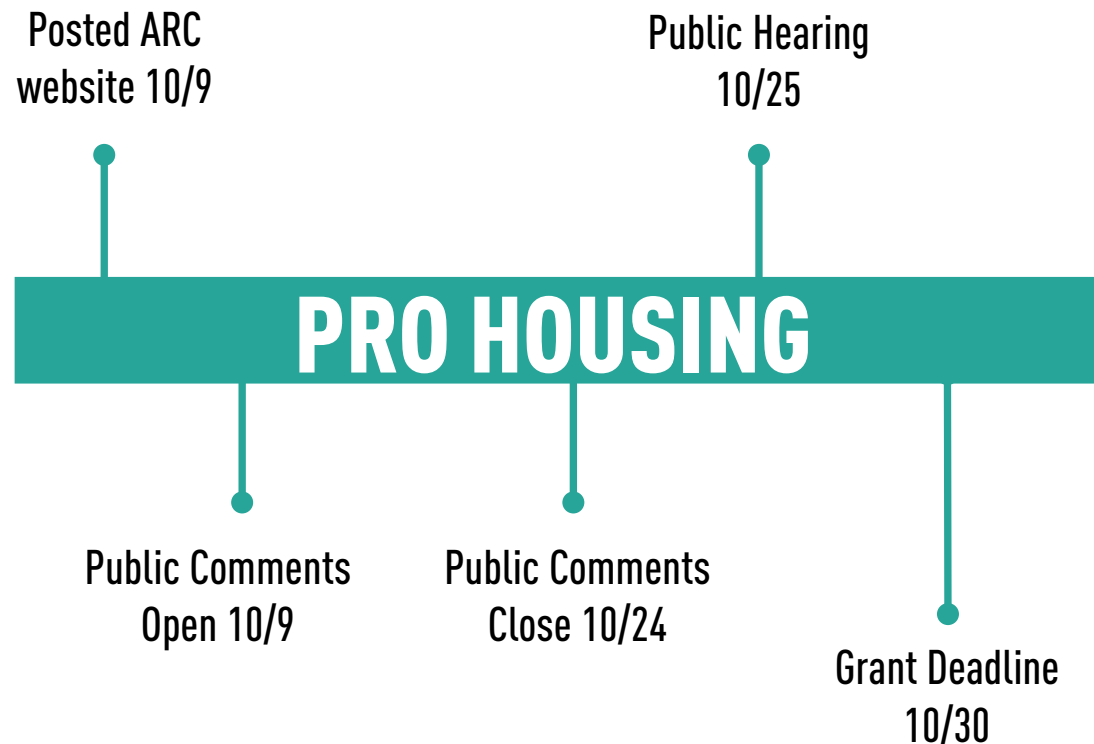 Posted ARC
website 10/9
Public Hearing
10/25
PRO HOUSING
Public Comments
Open 10/9
Public Comments
Close 10/24
Grant Deadline
10/30